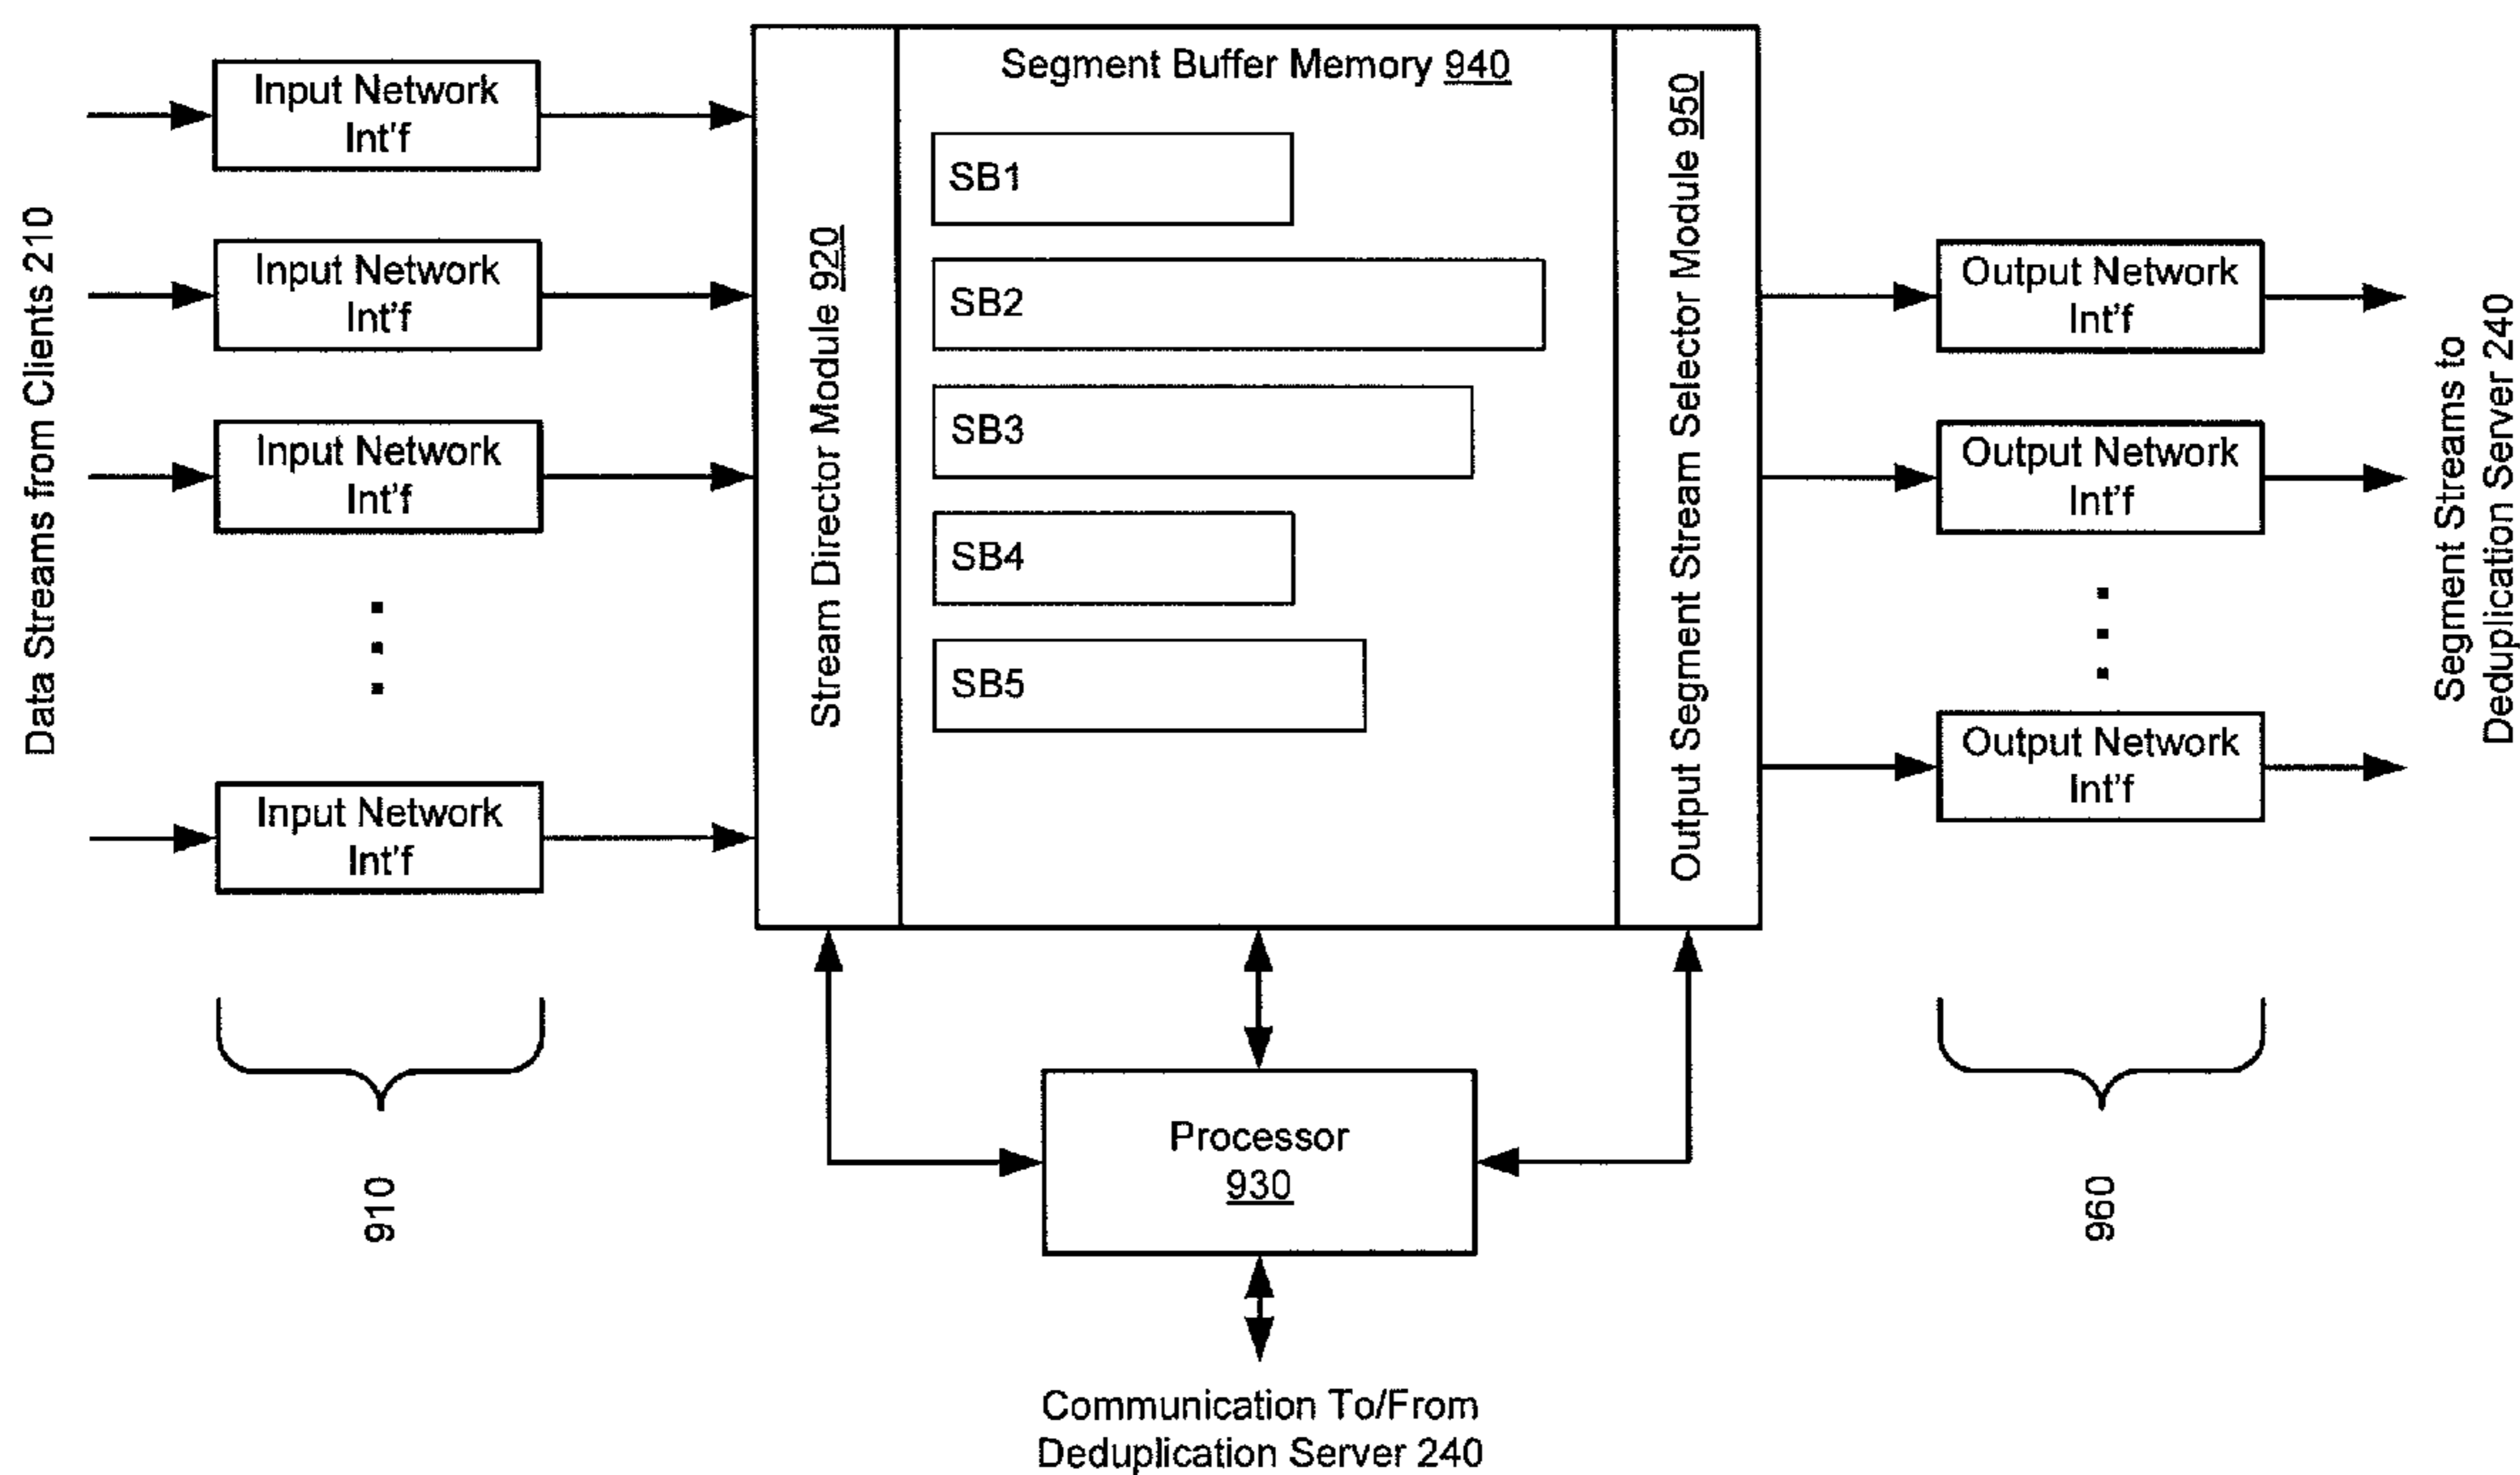 Data Streams from Clients 210
Input Network
Int'f
Input Network
Int'f
Input Network
Int'f
Input Network
Int'f
910
Stream Director Module 920
Segment Buffer Memory 940
SB1
SB2
SB3
SB4
SB5
Output Segment Stream Selector Module 950
Output Network
Int'f
Output Network
Int'f
Output Network
Int'f
960
Segment Streams to
Deduplication Server 240
Processor
930
Communication To/From
Deduplication Server 240